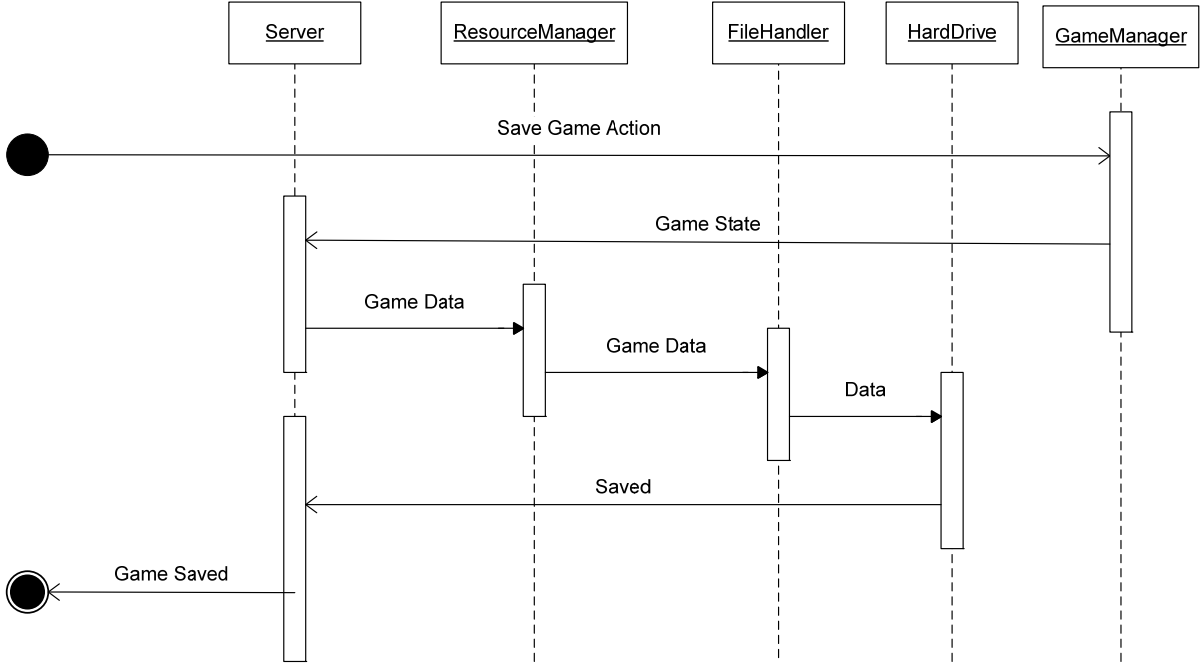 Server
ResourceManager
FileHandler
HardDrive
GameManager
Save Game Action
Game State
Game Data
Game Data
Data
Saved
Game Saved